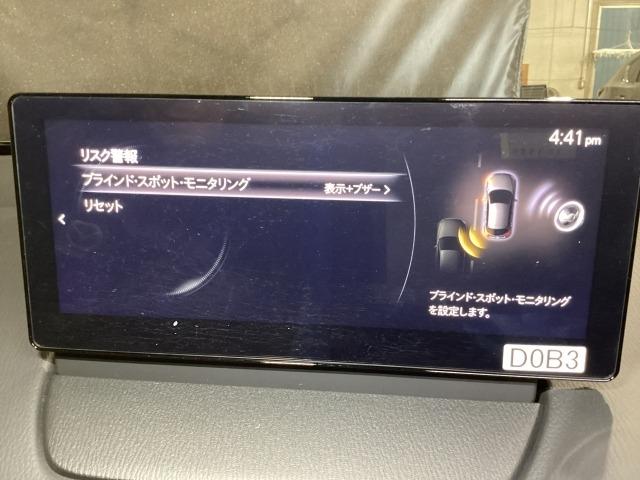 4:41pm
リスク警報
ブラインド・スポット・モニタリング 表示+ブザー
リセット
ブラインド・スポット・モニタリング
を設定します。
D0B3